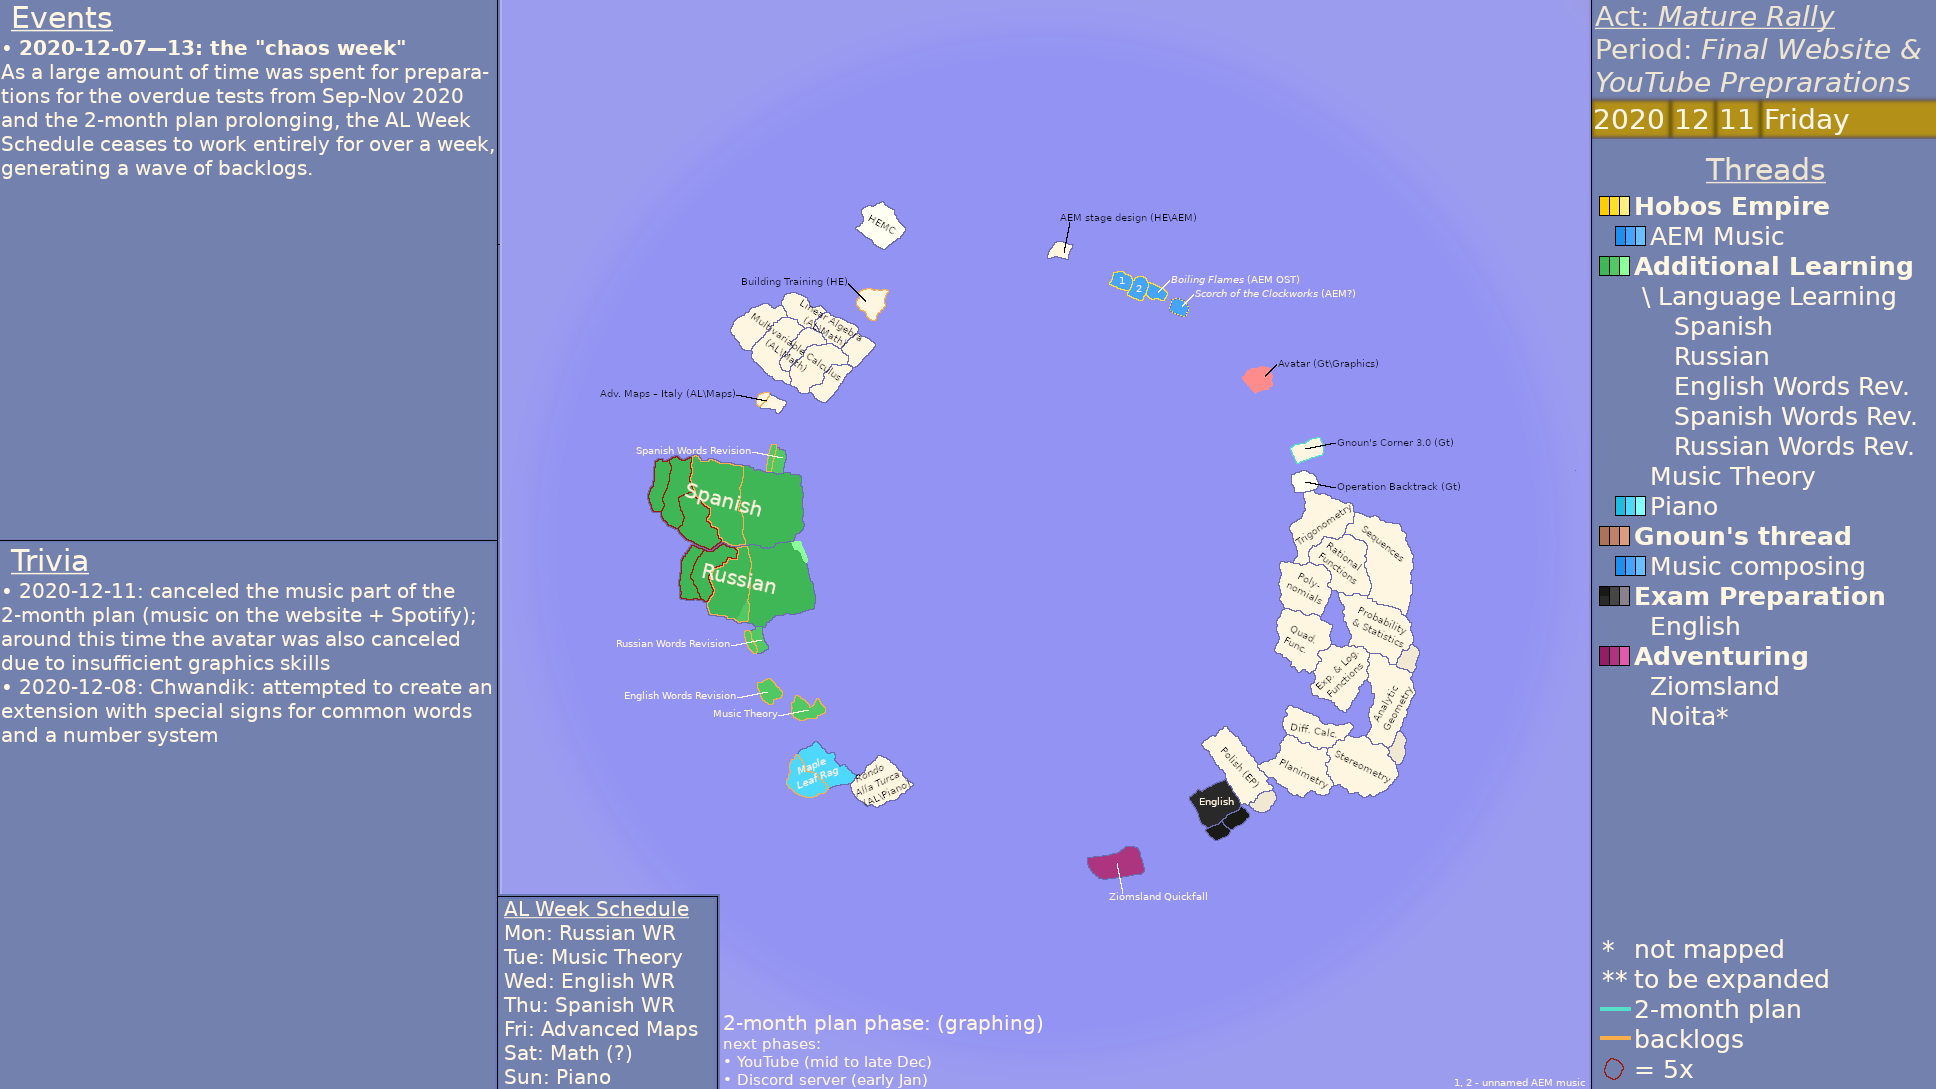 Events
• 2020-12-07—13: the "chaos week"
As a large amount of time was spent for prepara-
tions for the overdue tests from Sep-Nov 2020
and the 2-month plan prolonging, the AL Week
Schedule ceases to work entirely for over a week,
generating a wave of backlogs.
Trivia
• 2020-12-11: canceled the music part of the
2-month plan (music on the website + Spotify);
around this time the avatar was also canceled
due to insufficient graphics skills
• 2020-12-08: Chwandik: attempted to create an
extension with special signs for common words
and a number system
HEMC
Building Training (HE)
Linear Algebra
(AL\Math)
Multivariable Calculus
(AL\Math)
Adv. Maps – Italy (AL\Maps)
Spanish Words Revision
Spanish
Russian
Russian Words Revision
English Words Revision
Music Theory
Maple
Leaf Rag
Rondo
Alla Turca
(AL\Piano)
AEM stage design (HE\AEM)
1
2
Boiling Flames (AEM OST)
Scorch of the Clockworks (AEM?)
Avatar (Gt\Graphics)
Gnoun's Corner 3.0 (Gt)
Operation Backtrack (Gt)
Trigonometry
Sequences
Rational
Functions
Poly-
nomials
Probability
& Statistics
Quad.
Func.
Exp. & Log.
Functions
Analytic
Geometry
Diff. Calc.
Planimetry
Stereometry
Polish (EP)
English
Ziomsland Quickfall
AL Week Schedule
Mon: Russian WR
Tue: Music Theory
Wed: English WR
Thu: Spanish WR
Fri: Advanced Maps
Sat: Math (?)
Sun: Piano
2-month plan phase: (graphing)
next phases:
• YouTube (mid to late Dec)
• Discord server (early Jan)
1, 2 - unnamed AEM music
Act: Mature Rally
Period: Final Website &
YouTube Preprarations
2020 12 11 Friday
Threads
Hobos Empire
AEM Music
Additional Learning
\ Language Learning
Spanish
Russian
English Words Rev.
Spanish Words Rev.
Russian Words Rev.
Music Theory
Piano
Gnoun's thread
Music composing
Exam Preparation
English
Adventuring
Ziomsland
Noita*
* not mapped
** to be expanded
2-month plan
backlogs
= 5x